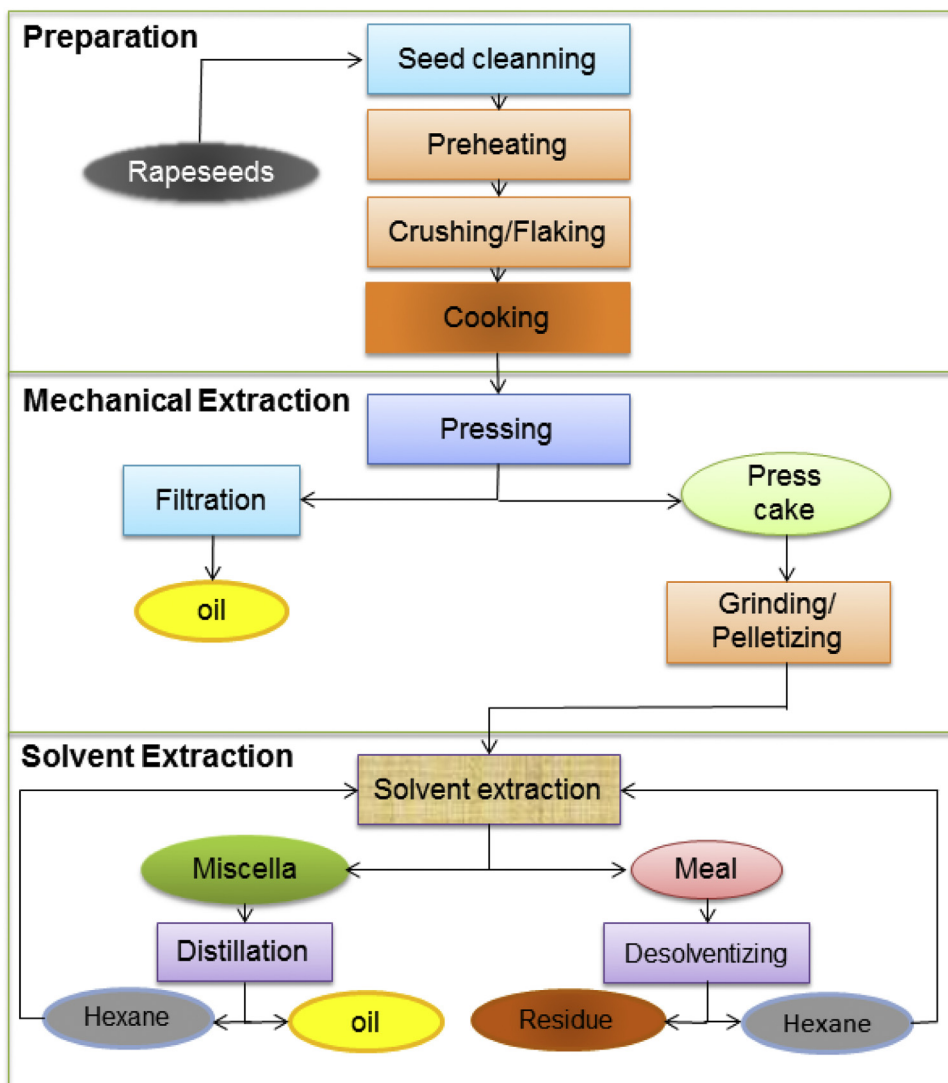 Preparation
Seed cleanning
Preheating
Rapeseeds
Crushing/Flaking
Cooking
Mechanical Extraction
Pressing
Filtration
Press
cake
oil
Grinding/
Pelletizing
Solvent Extraction
Solvent extraction
Miscella
Meal
Distillation
Desolventizing
Hexane
oil
Residue
Hexane